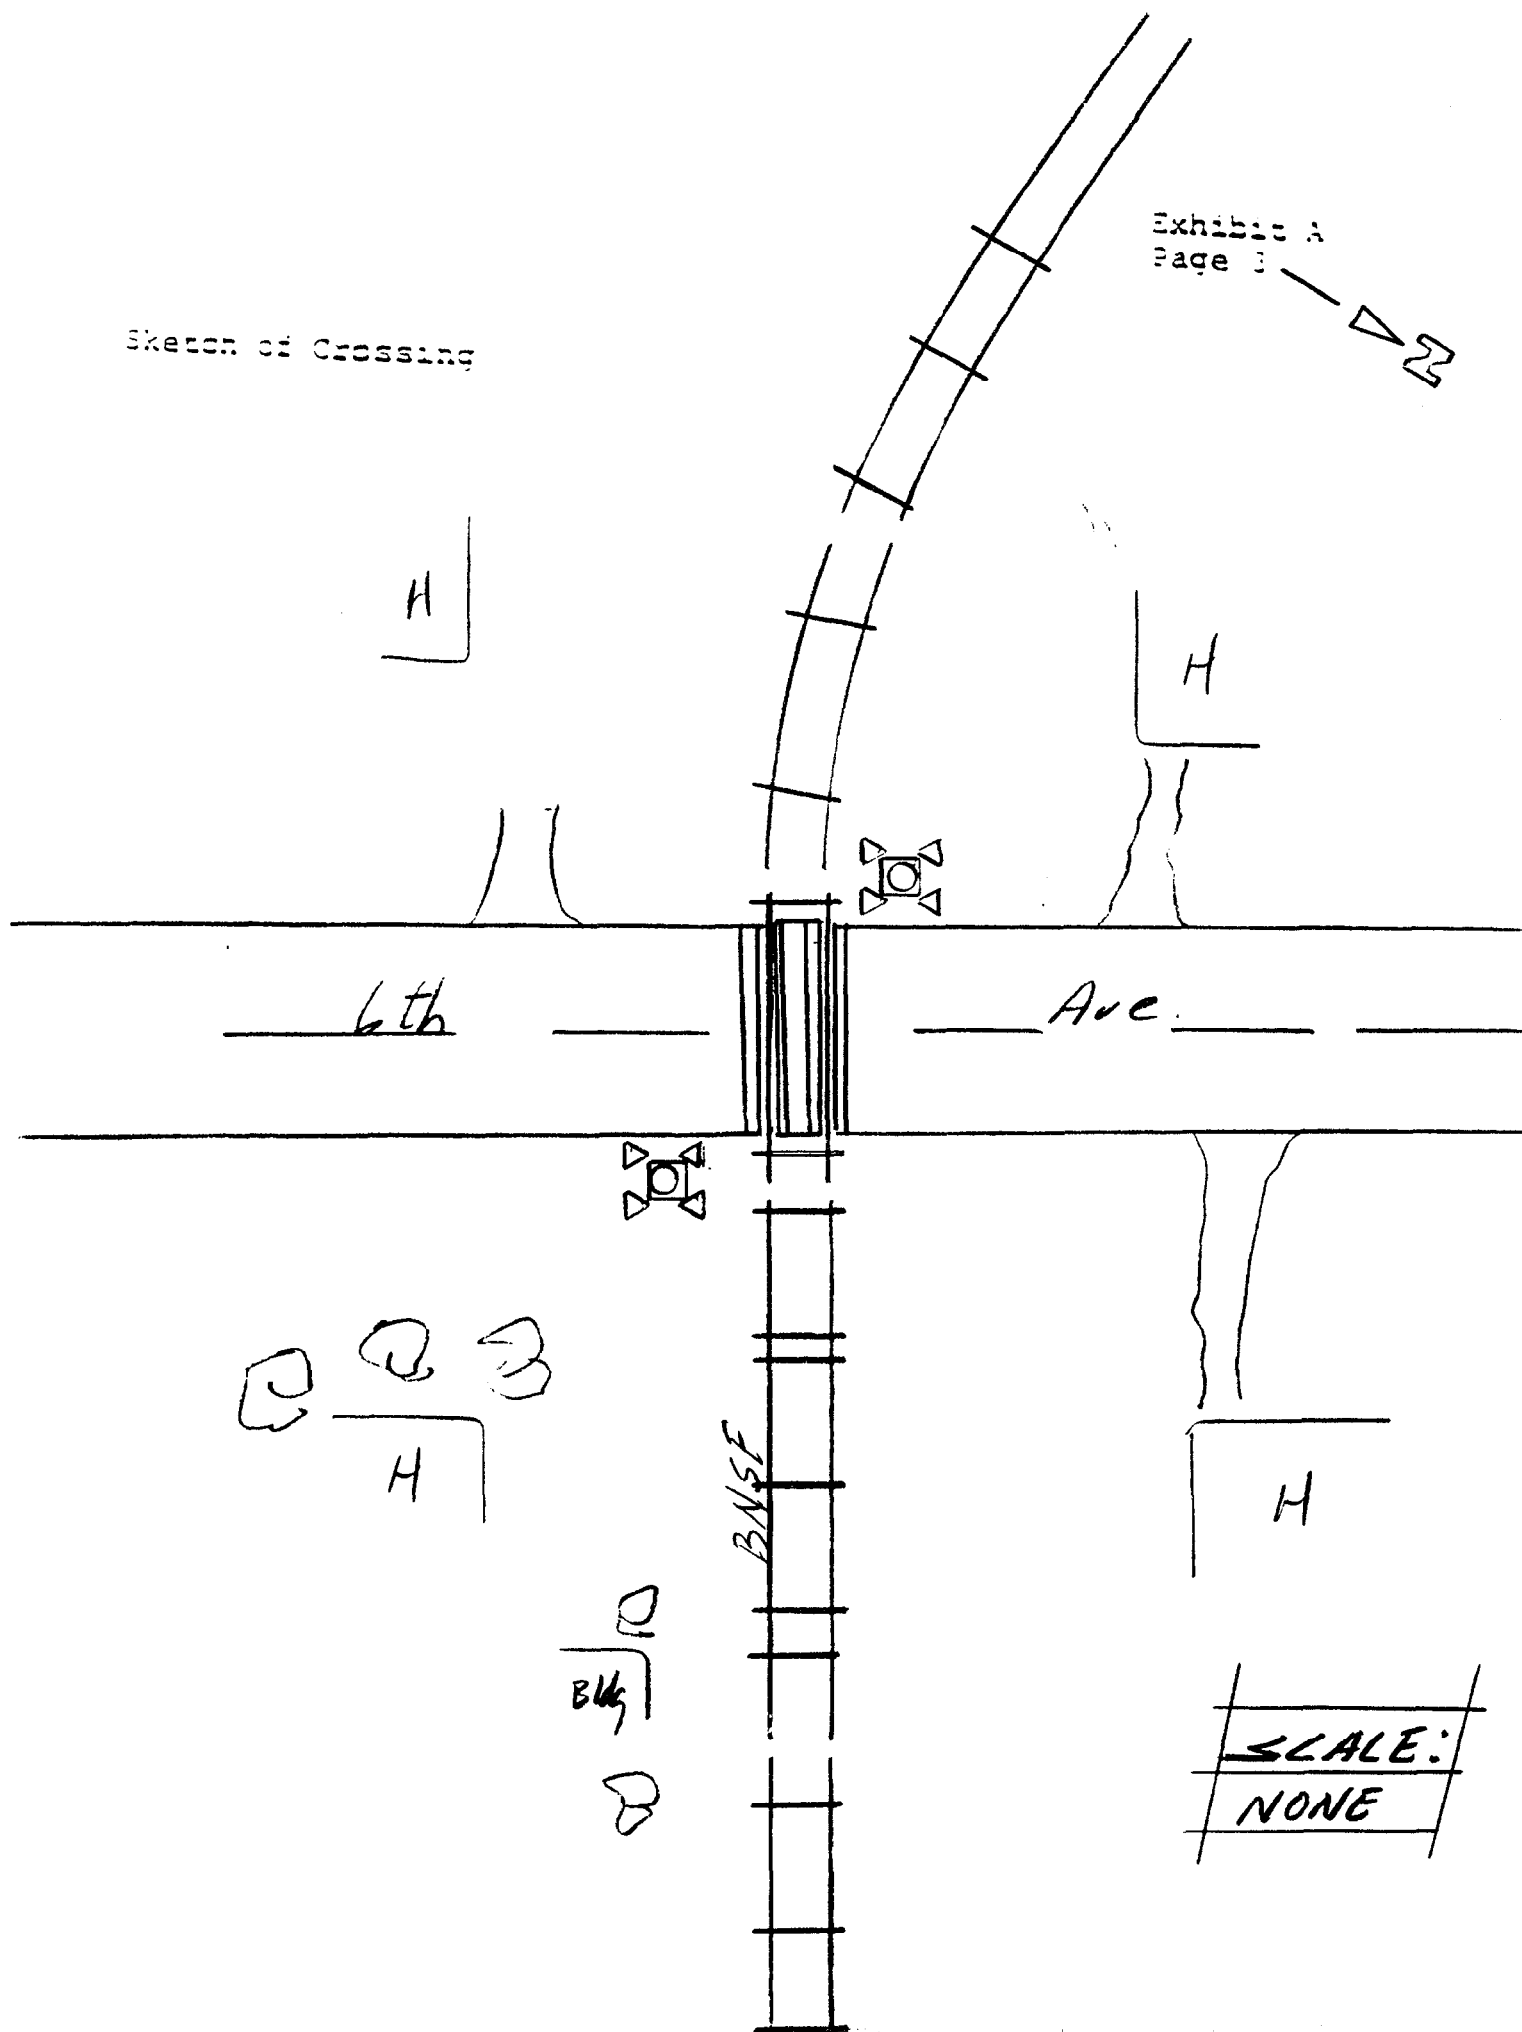 Exhibit A
Page 3
N
Sketch of Crossing
H
H
6th Ave.
BNSF
H
H
Bldg
SCALE:
NONE